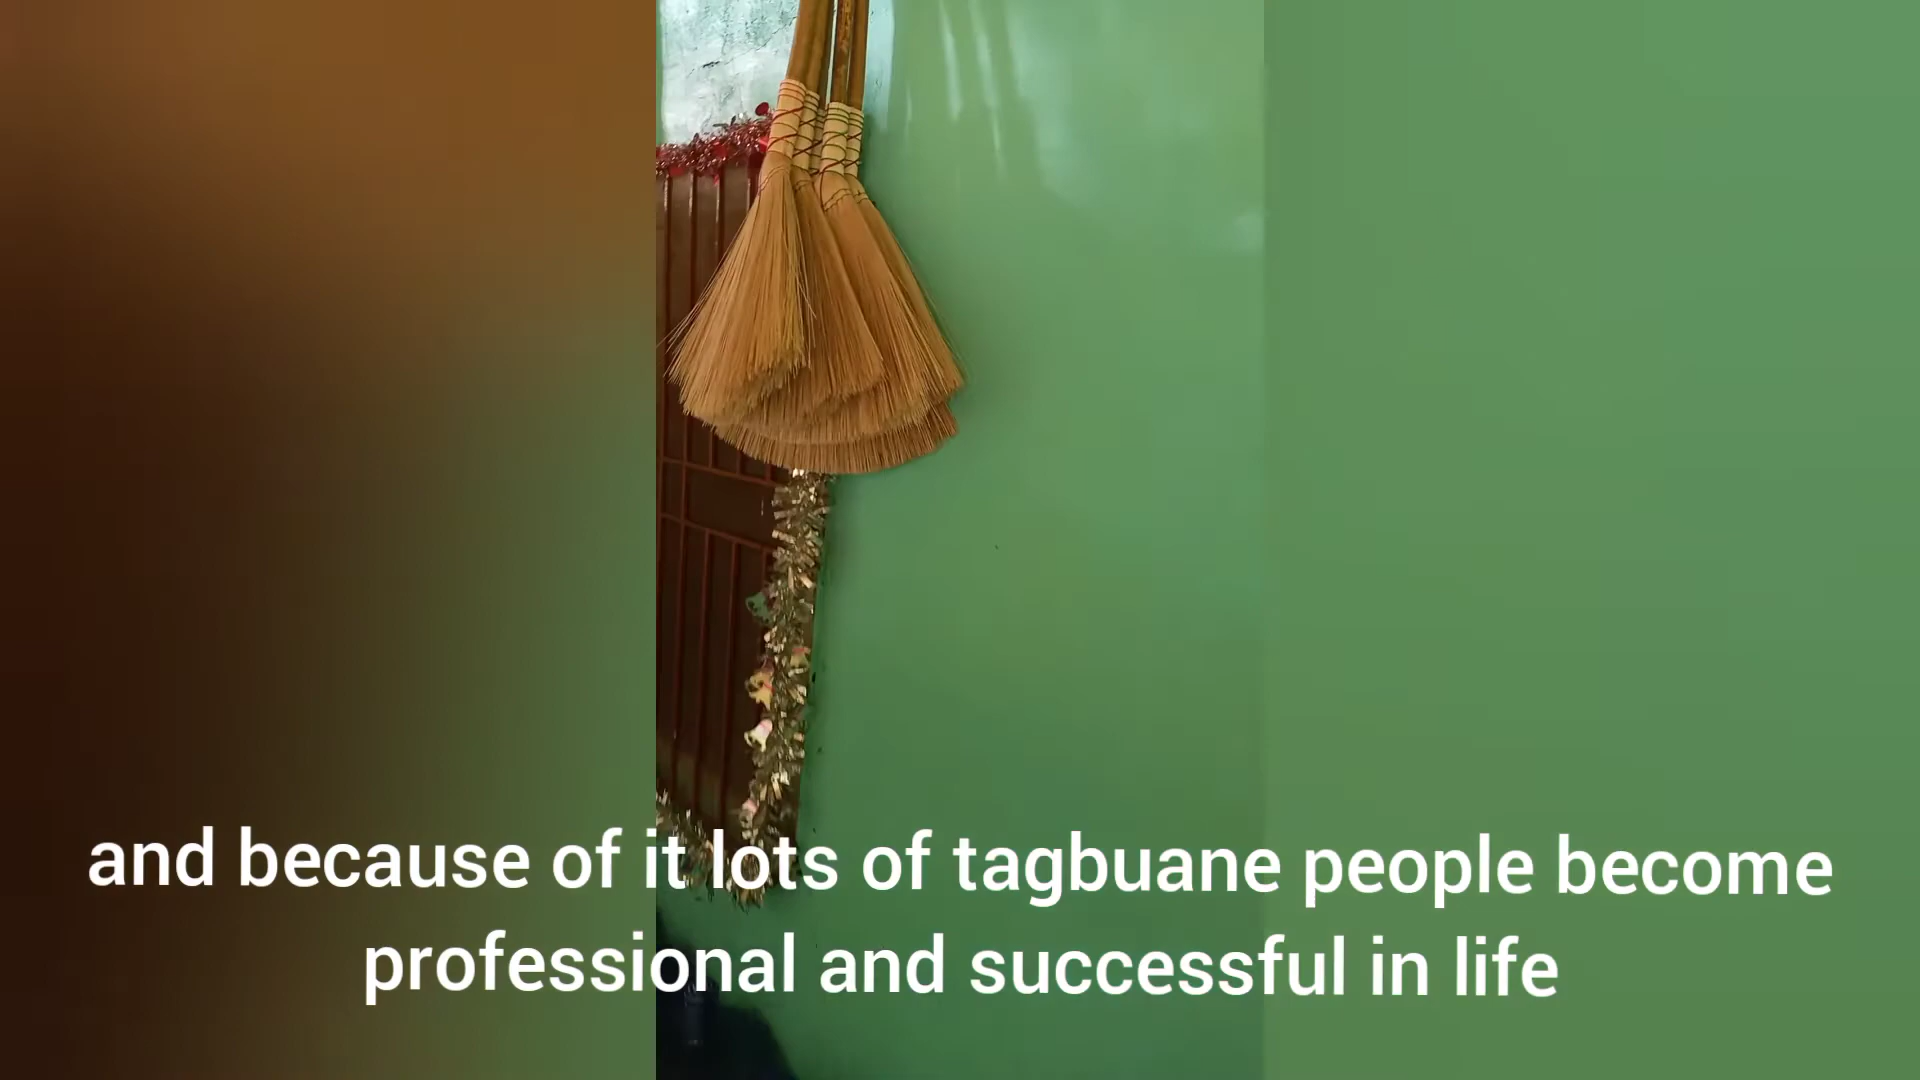 and because of it lots of tagbuane people become
professional and successful in life